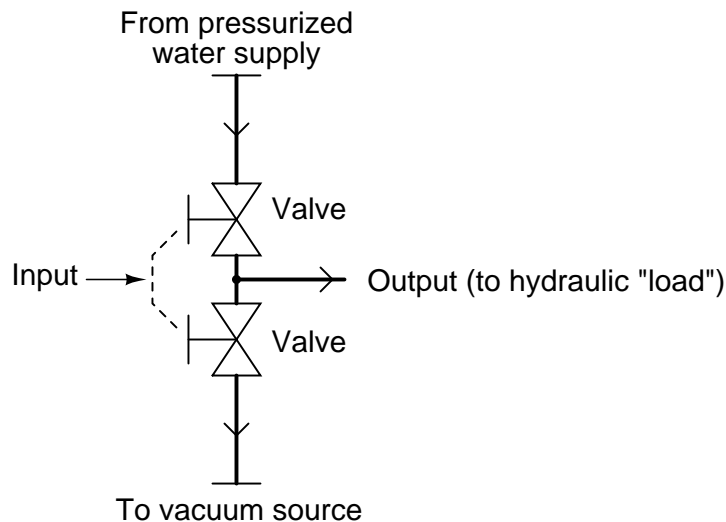 From pressurized
water supply
Valve
Input
Output (to hydraulic "load")
Valve
To vacuum source